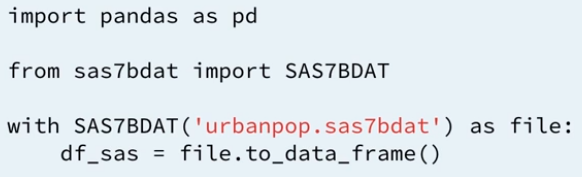 import pandas as pd
from sas7bdat import SAS7BDAT
with SAS7BDAT('urbanpop.sas7bdat') as file:
    df_sas = file.to_data_frame()